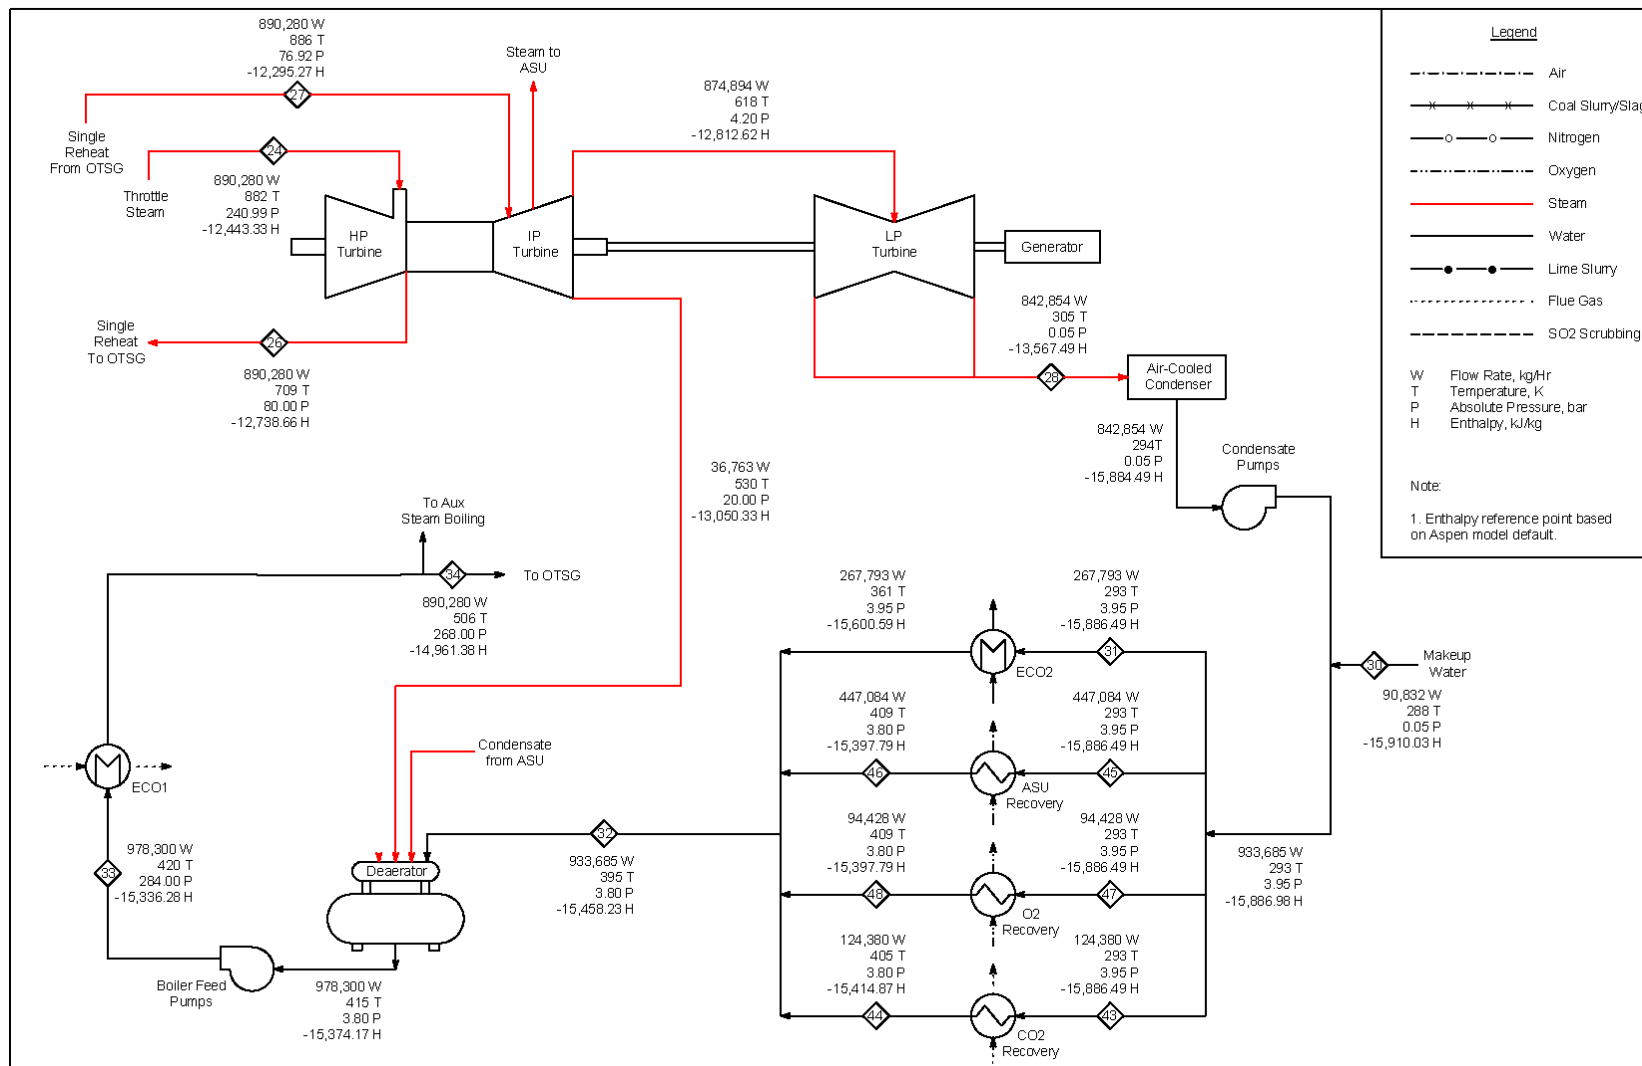 890,280 W
886 T
76.92 P
-12,295.27 H
27
Single
Reheat
From OTSG
24
Throttle
Steam
890,280 W
882 T
240.99 P
-12,443.33 H
Steam to
ASU
874,894 W
618 T
4.20 P
-12,812.62 H
HP
Turbine
IP
Turbine
LP
Turbine
Generator
Single
Reheat
To OTSG
26
890,280 W
709 T
80.00 P
-12,738.66 H
842,854 W
305 T
0.05 P
-13,567.49 H
28
Air-Cooled
Condenser
842,854 W
294T
0.05 P
-15,884.49 H
Condensate
Pumps
36,763 W
530 T
20.00 P
-13,050.33 H
To Aux
Steam Boiling
34
To OTSG
890,280 W
506 T
268.00 P
-14,961.38 H
267,793 W
361 T
3.95 P
-15,600.59 H
267,793 W
293 T
3.95 P
-15,886.49 H
31
ECO2
30
Makeup
Water
90,832 W
288 T
0.05 P
-15,910.03 H
447,084 W
409 T
3.80 P
-15,397.79 H
447,084 W
293 T
3.95 P
-15,886.49 H
46
45
ASU
Recovery
Condensate
from ASU
ECO1
94,428 W
409 T
3.80 P
-15,397.79 H
94,428 W
293 T
3.95 P
-15,886.49 H
48
47
O2
Recovery
933,685 W
293 T
3.95 P
-15,886.98 H
32
933,685 W
395 T
3.80 P
-15,458.23 H
33
978,300 W
420 T
284.00 P
-15,336.28 H
Deaerator
124,380 W
405 T
3.80 P
-15,414.87 H
124,380 W
293 T
3.95 P
-15,886.49 H
44
43
CO2
Recovery
Boiler Feed
Pumps
978,300 W
415 T
3.80 P
-15,374.17 H
Legend
Air
Coal Slurry/Slag
Nitrogen
Oxygen
Steam
Water
Lime Slurry
Flue Gas
SO2 Scrubbing
W Flow Rate, kg/Hr
T Temperature, K
P Absolute Pressure, bar
H Enthalpy, kJ/kg
Note:
1. Enthalpy reference point based
on Aspen model default.